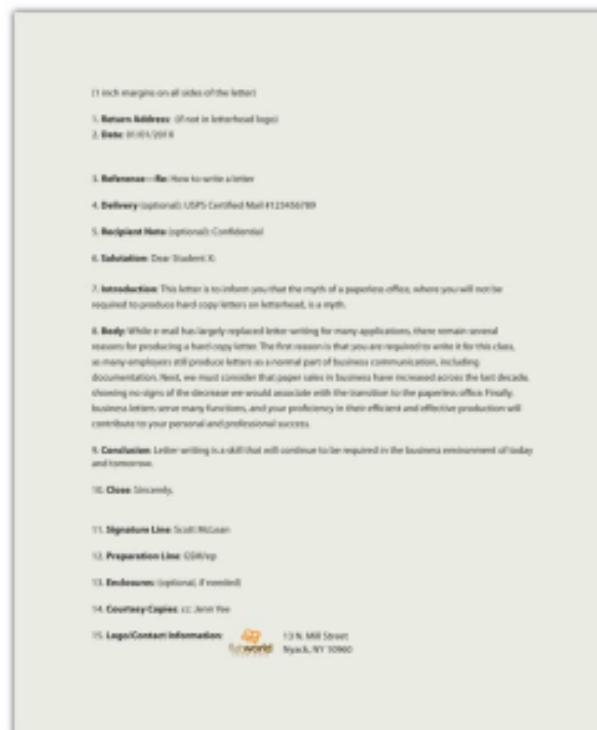 (1 inch margins on all sides of the letter)
1. Return Address: (if not in letterhead logo)
2. Date: 01/01/2010
3. Reference—Re: How to write a letter
4. Delivery (optional): USPS Certified Mail #123456789
5. Recipient Note (optional): Confidential
6. Salutation: Dear Student X:
7. Introduction: This letter is to inform you that the myth of a paperless office, where you will not be
required to produce hard copy letters on letterhead, is a myth.
8. Body: While e-mail has largely replaced letter writing for many applications, there remain several
reasons for producing a hard copy letter. The first reason is that you are required to write it for this class,
as many employers still produce letters as a normal part of business communication, including
documentation. Next, we must consider that paper sales in business have increased across the last decade,
showing no signs of the decrease we would associate with the transition to the paperless office. Finally,
business letters serve many functions, and your proficiency in their efficient and effective production will
contribute to your personal and professional success.
9. Conclusion: Letter writing is a skill that will continue to be required in the business environment of today
and tomorrow.
10. Close: Sincerely,
11. Signature Line: Scott McLean
12. Preparation Line: GSM/ep
13. Enclosures: (optional, if needed)
14. Courtesy Copies: cc: Jenn Yee
15. Logo/Contact Information: flatworld 13 N. Mill Street
Nyack, NY 10960